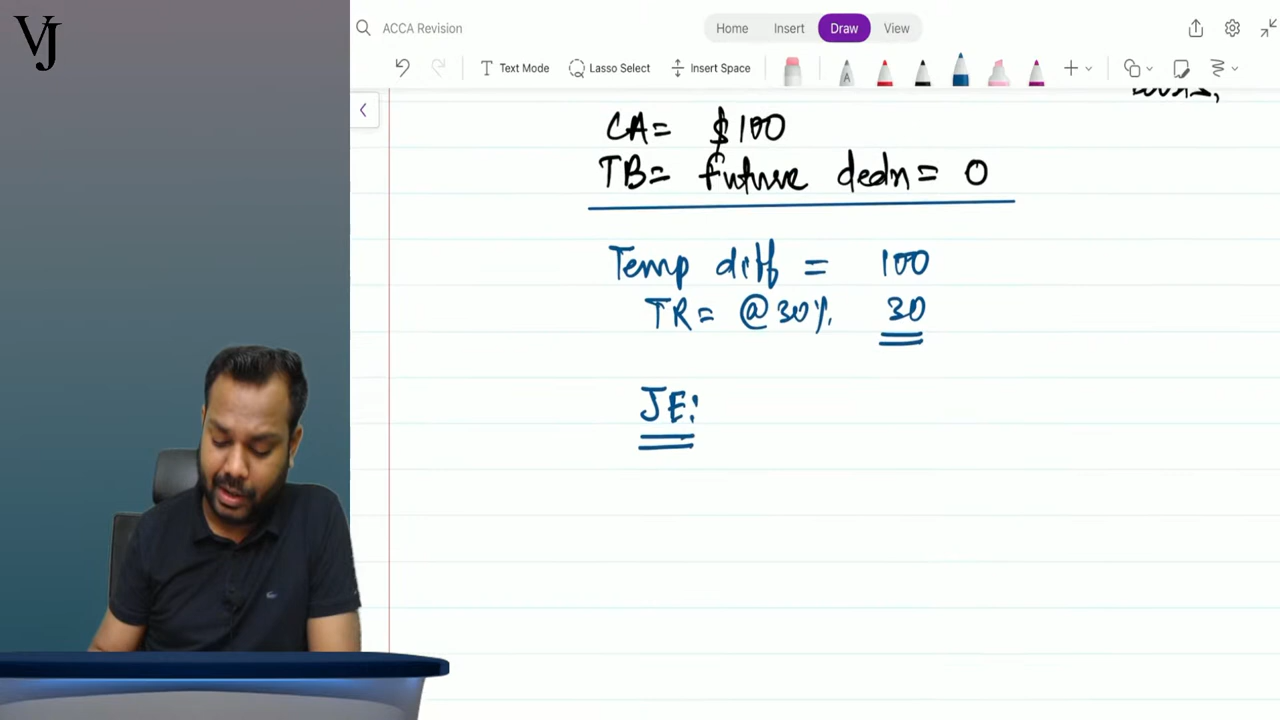 VJ
ACCA Revision
Home Insert Draw View
Text Mode Lasso Select Insert Space
CA= $100
TB= future dedn= 0
Temp diff = 100
TR= @30% 30
JE: